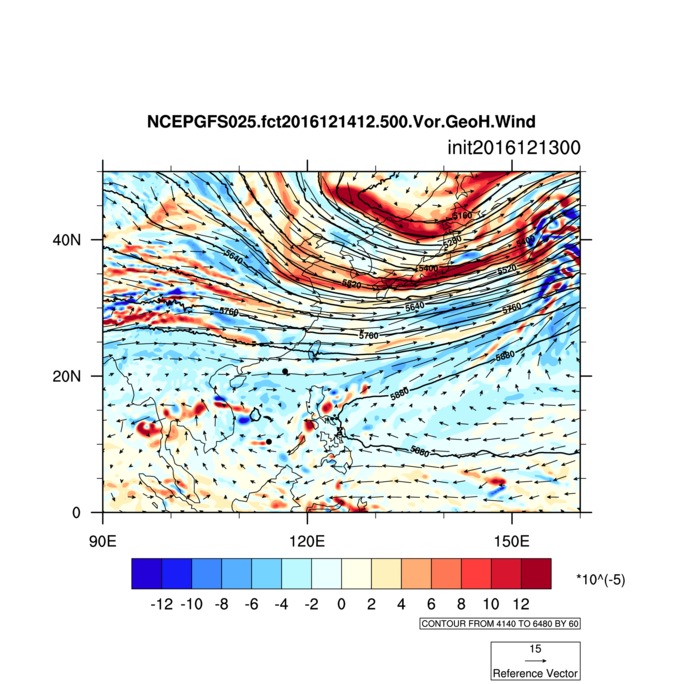 NCEPGFS025.fct2016121412.500.Vor.GeoH.Wind
init2016121300
40N
20N
0
90E 120E 150E
5160
5280
5400
5400
5520
5520
5640
5640
5760
5760
5760
5880
5880
5880
-12 -10 -8 -6 -4 -2 0 2 4 6 8 10 12
*10^(-5)
CONTOUR FROM 4140 TO 6480 BY 60
15
Reference Vector